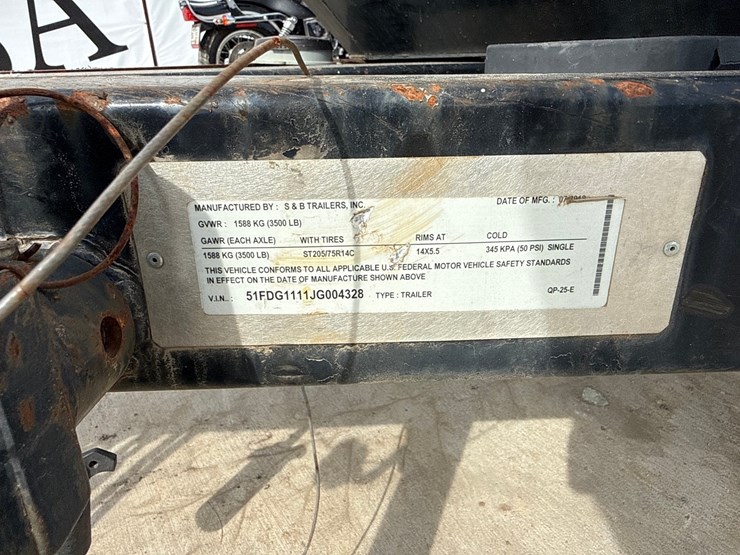 SA
MANUFACTURED BY : S & B TRAILERS, INC. DATE OF MFG. :
GVWR : 1588 KG (3500 LB)
GAWR (EACH AXLE) WITH TIRES RIMS AT COLD
1588 KG (3500 LB) ST205/75R14C 14X5.5 345 KPA (50 PSI) SINGLE
THIS VEHICLE CONFORMS TO ALL APPLICABLE U.S. FEDERAL MOTOR VEHICLE SAFETY STANDARDS
IN EFFECT ON THE DATE OF MANUFACTURE SHOWN ABOVE
V.I.N. : 51FDG1111JG004328 TYPE : TRAILER QP-25-E